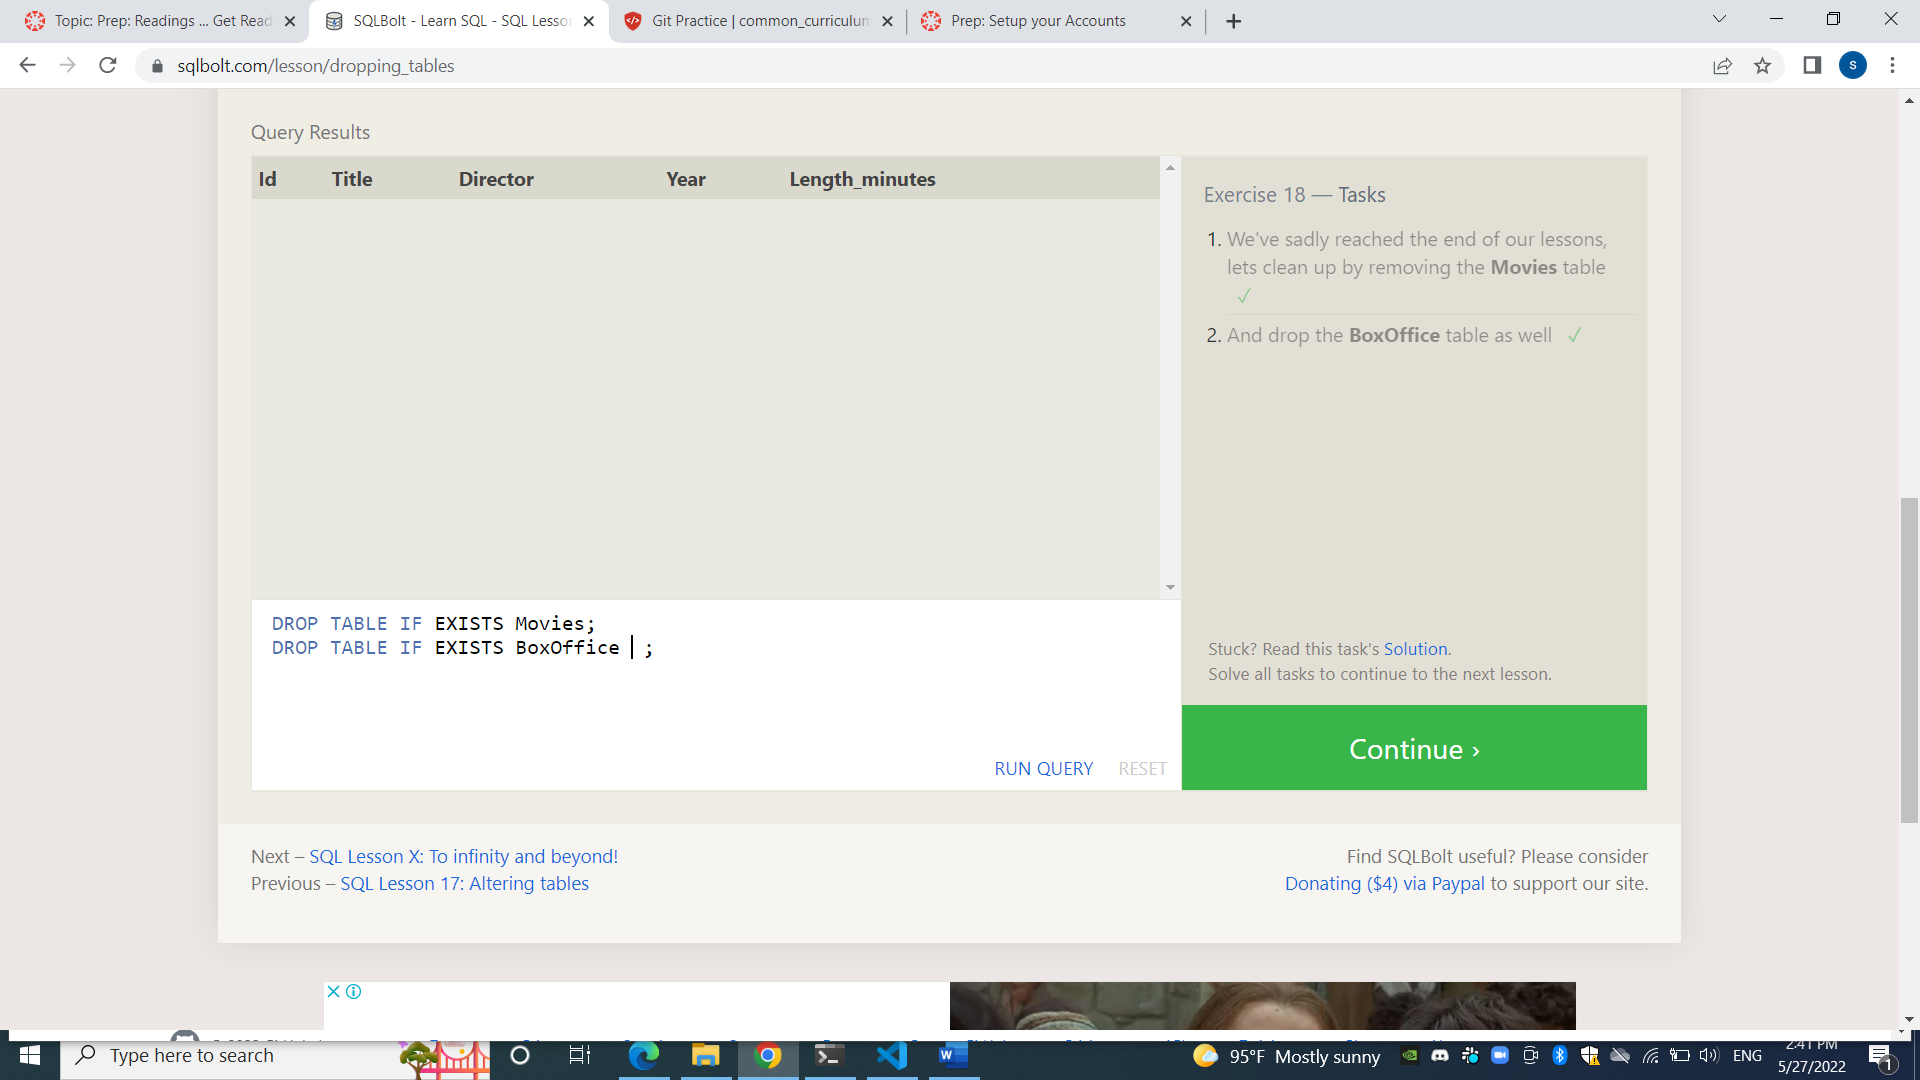 Topic: Prep: Readings ... Get Read
SQLBolt - Learn SQL - SQL Lesson
Git Practice | common_curriculum
Prep: Setup your Accounts
sqlbolt.com/lesson/dropping_tables
S
Query Results
Id Title Director Year Length_minutes
Exercise 18 — Tasks
1. We've sadly reached the end of our lessons,
lets clean up by removing the Movies table
✓
2. And drop the BoxOffice table as well ✓
DROP TABLE IF EXISTS Movies;
DROP TABLE IF EXISTS BoxOffice ;
Stuck? Read this task's Solution.
Solve all tasks to continue to the next lesson.
RUN QUERY RESET
Continue ›
Next – SQL Lesson X: To infinity and beyond!
Previous – SQL Lesson 17: Altering tables
Find SQLBolt useful? Please consider
Donating ($4) via Paypal to support our site.
Type here to search
95°F Mostly sunny
ENG
2:41 PM
5/27/2022
1